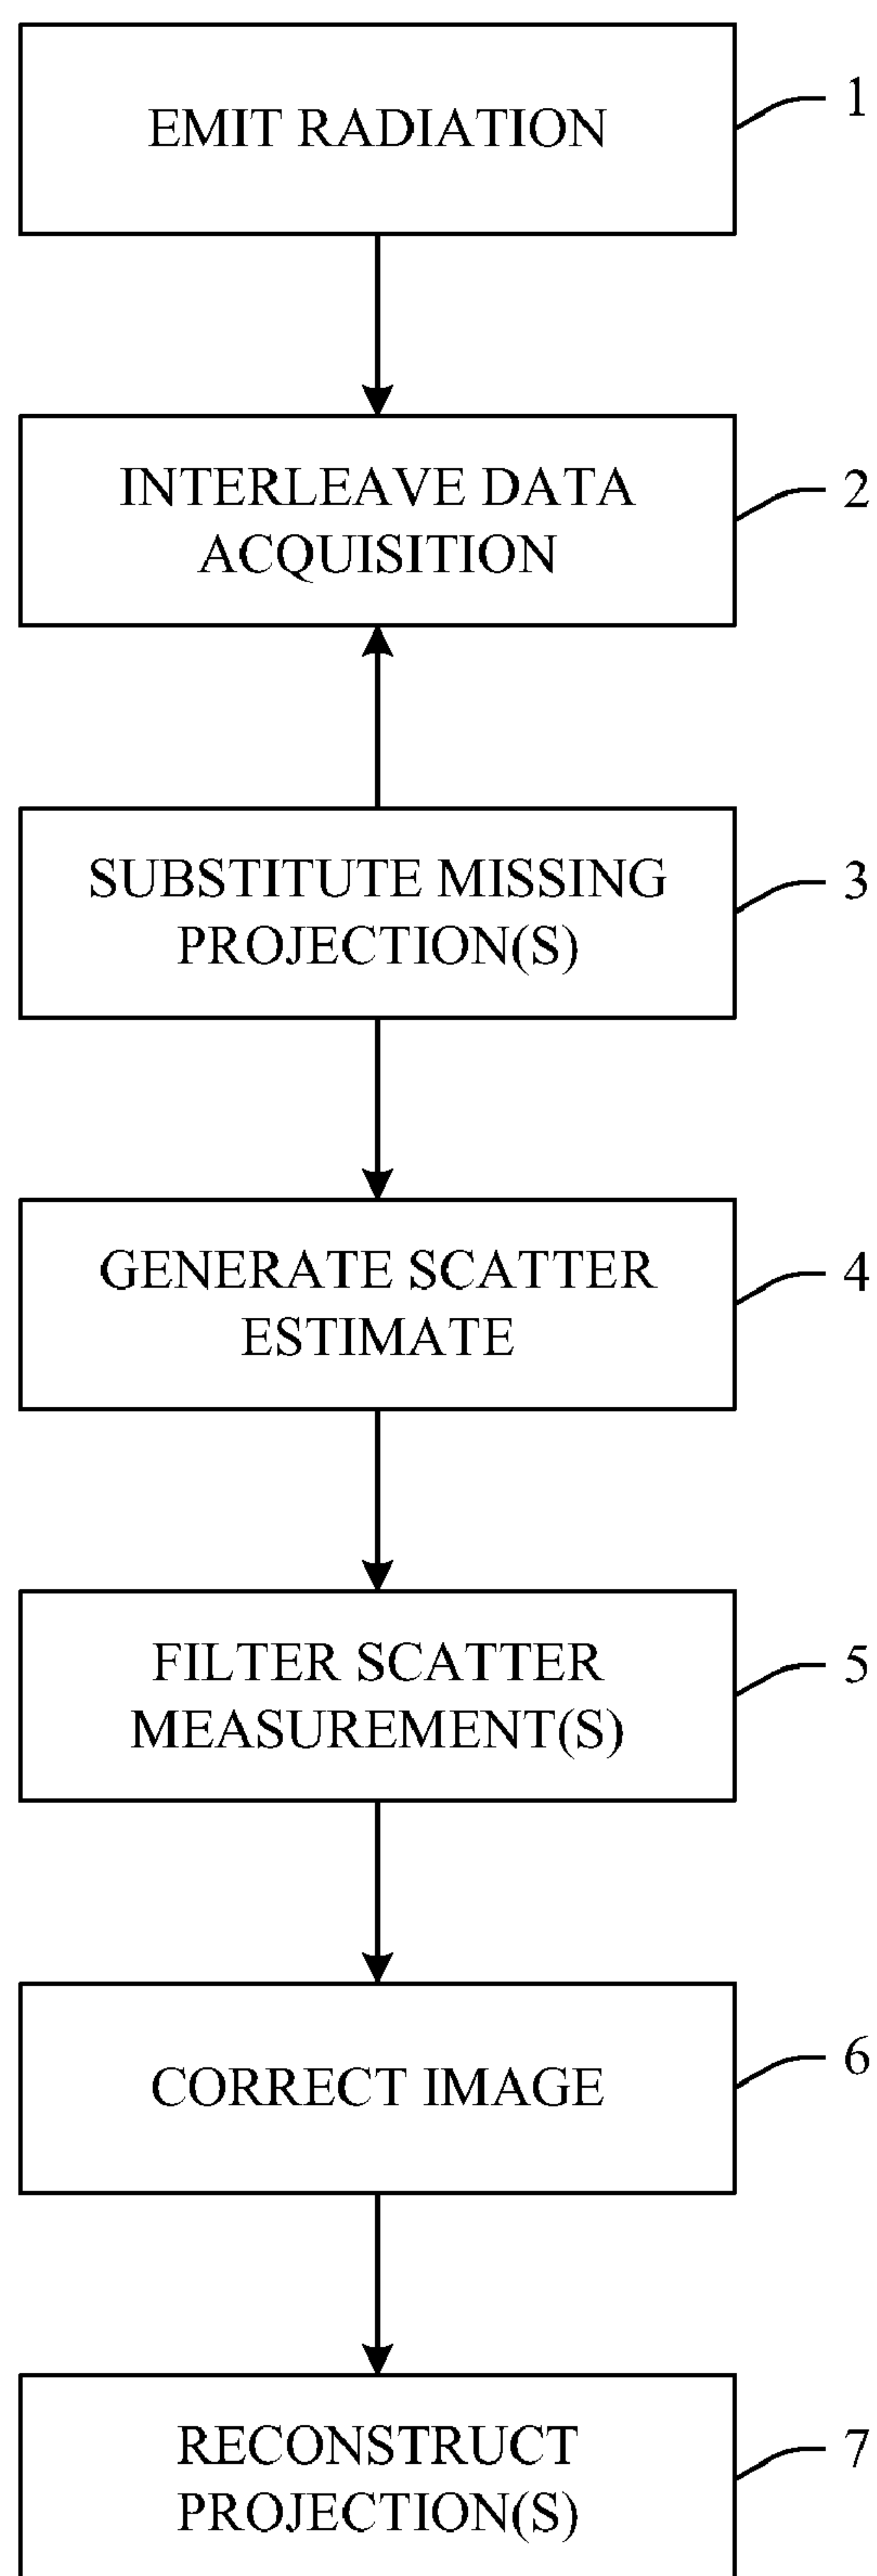 EMIT RADIATION
1
INTERLEAVE DATA
ACQUISITION
2
SUBSTITUTE MISSING
PROJECTION(S)
3
GENERATE SCATTER
ESTIMATE
4
FILTER SCATTER
MEASUREMENT(S)
5
CORRECT IMAGE
6
RECONSTRUCT
PROJECTION(S)
7